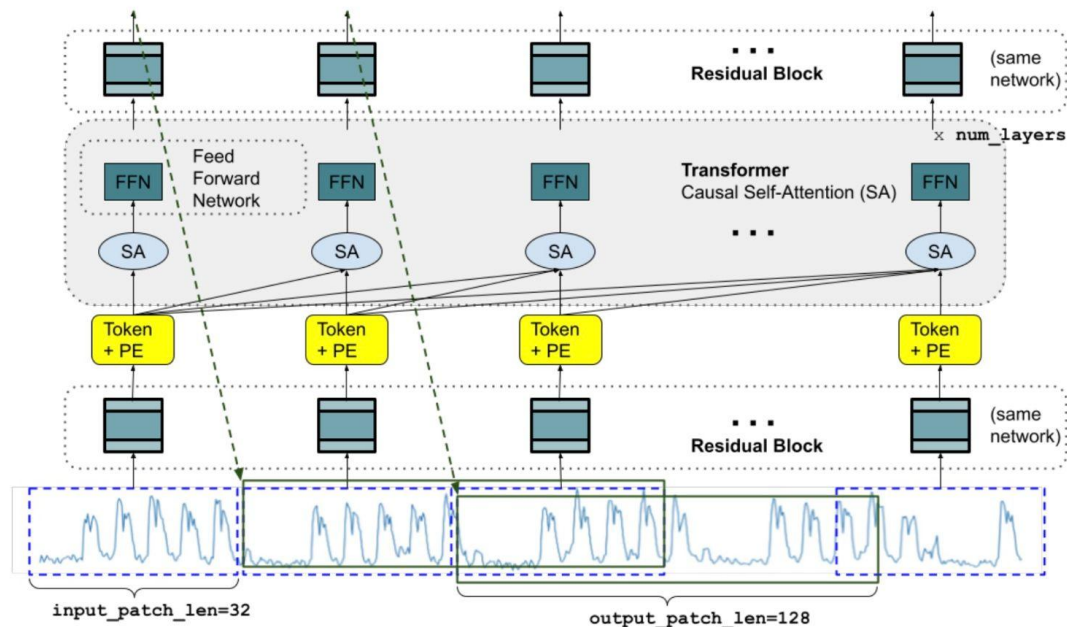 ■ ■ ■
Residual Block
(same
network)
x num_layers
Feed
Forward
Network
FFN
FFN
FFN
FFN
Transformer
Causal Self-Attention (SA)
■ ■ ■
SA
SA
SA
SA
Token
+ PE
Token
+ PE
Token
+ PE
Token
+ PE
■ ■ ■
Residual Block
(same
network)
input_patch_len=32
output_patch_len=128